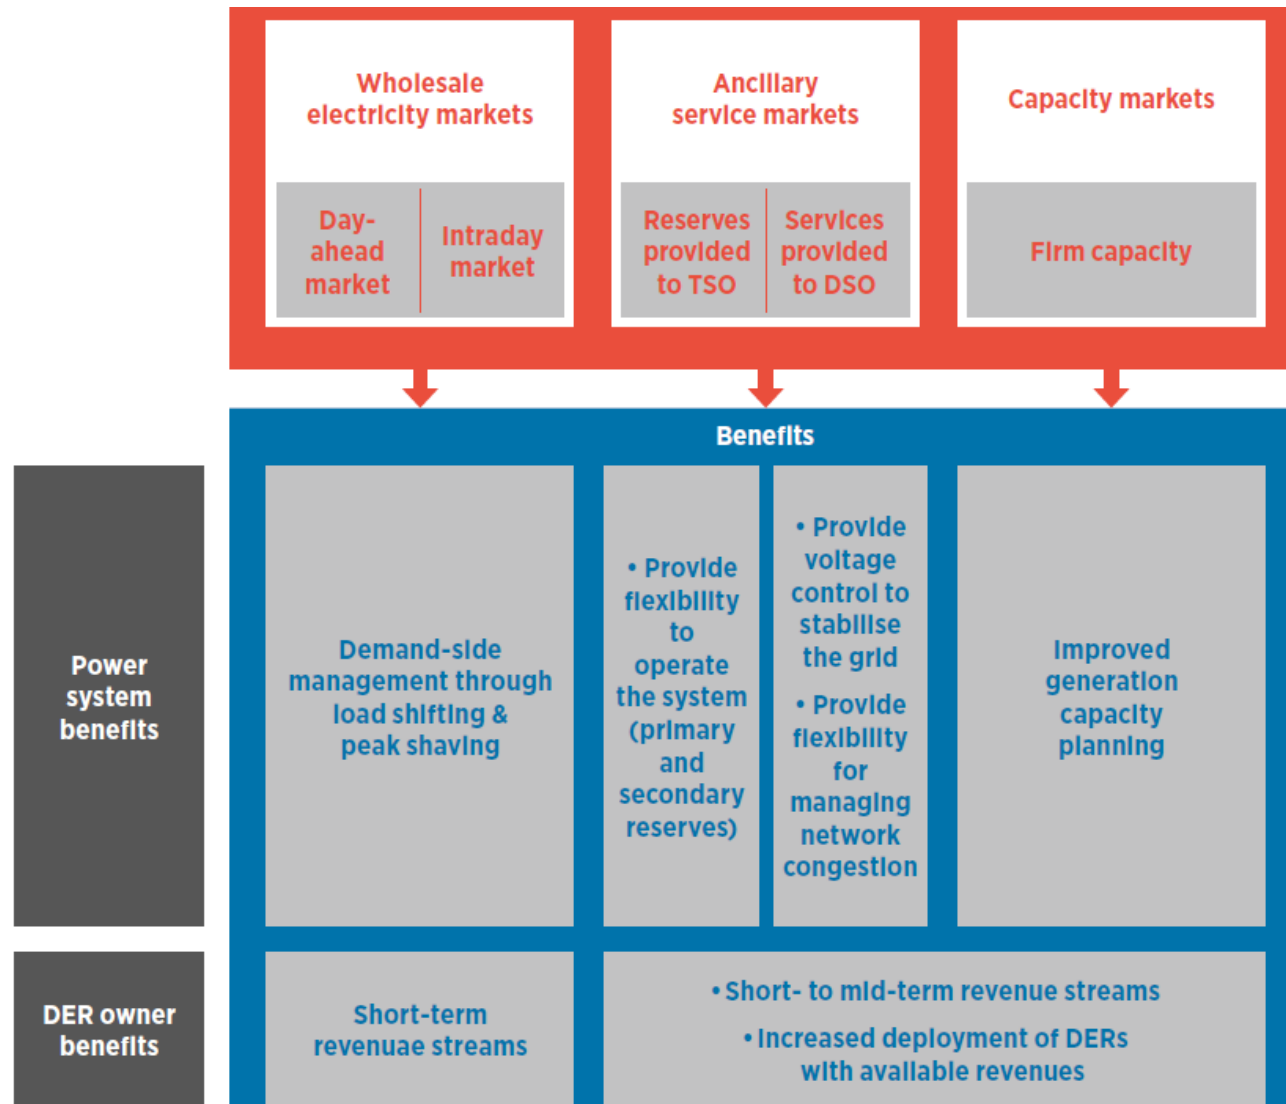 Wholesale
electricity markets
Day-
ahead
market
Intraday
market
Ancillary
service markets
Reserves
provided
to TSO
Services
provided
to DSO
Capacity markets
Firm capacity
Benefits
Power
system
benefits
Demand-side
management through
load shifting &
peak shaving
• Provide
flexibility
to
operate
the system
(primary
and
secondary
reserves)
• Provide
voltage
control to
stabilise
the grid
• Provide
flexibility
for
managing
network
congestion
Improved
generation
capacity
planning
DER owner
benefits
Short-term
revenuae streams
• Short- to mid-term revenue streams
• Increased deployment of DERs
with available revenues